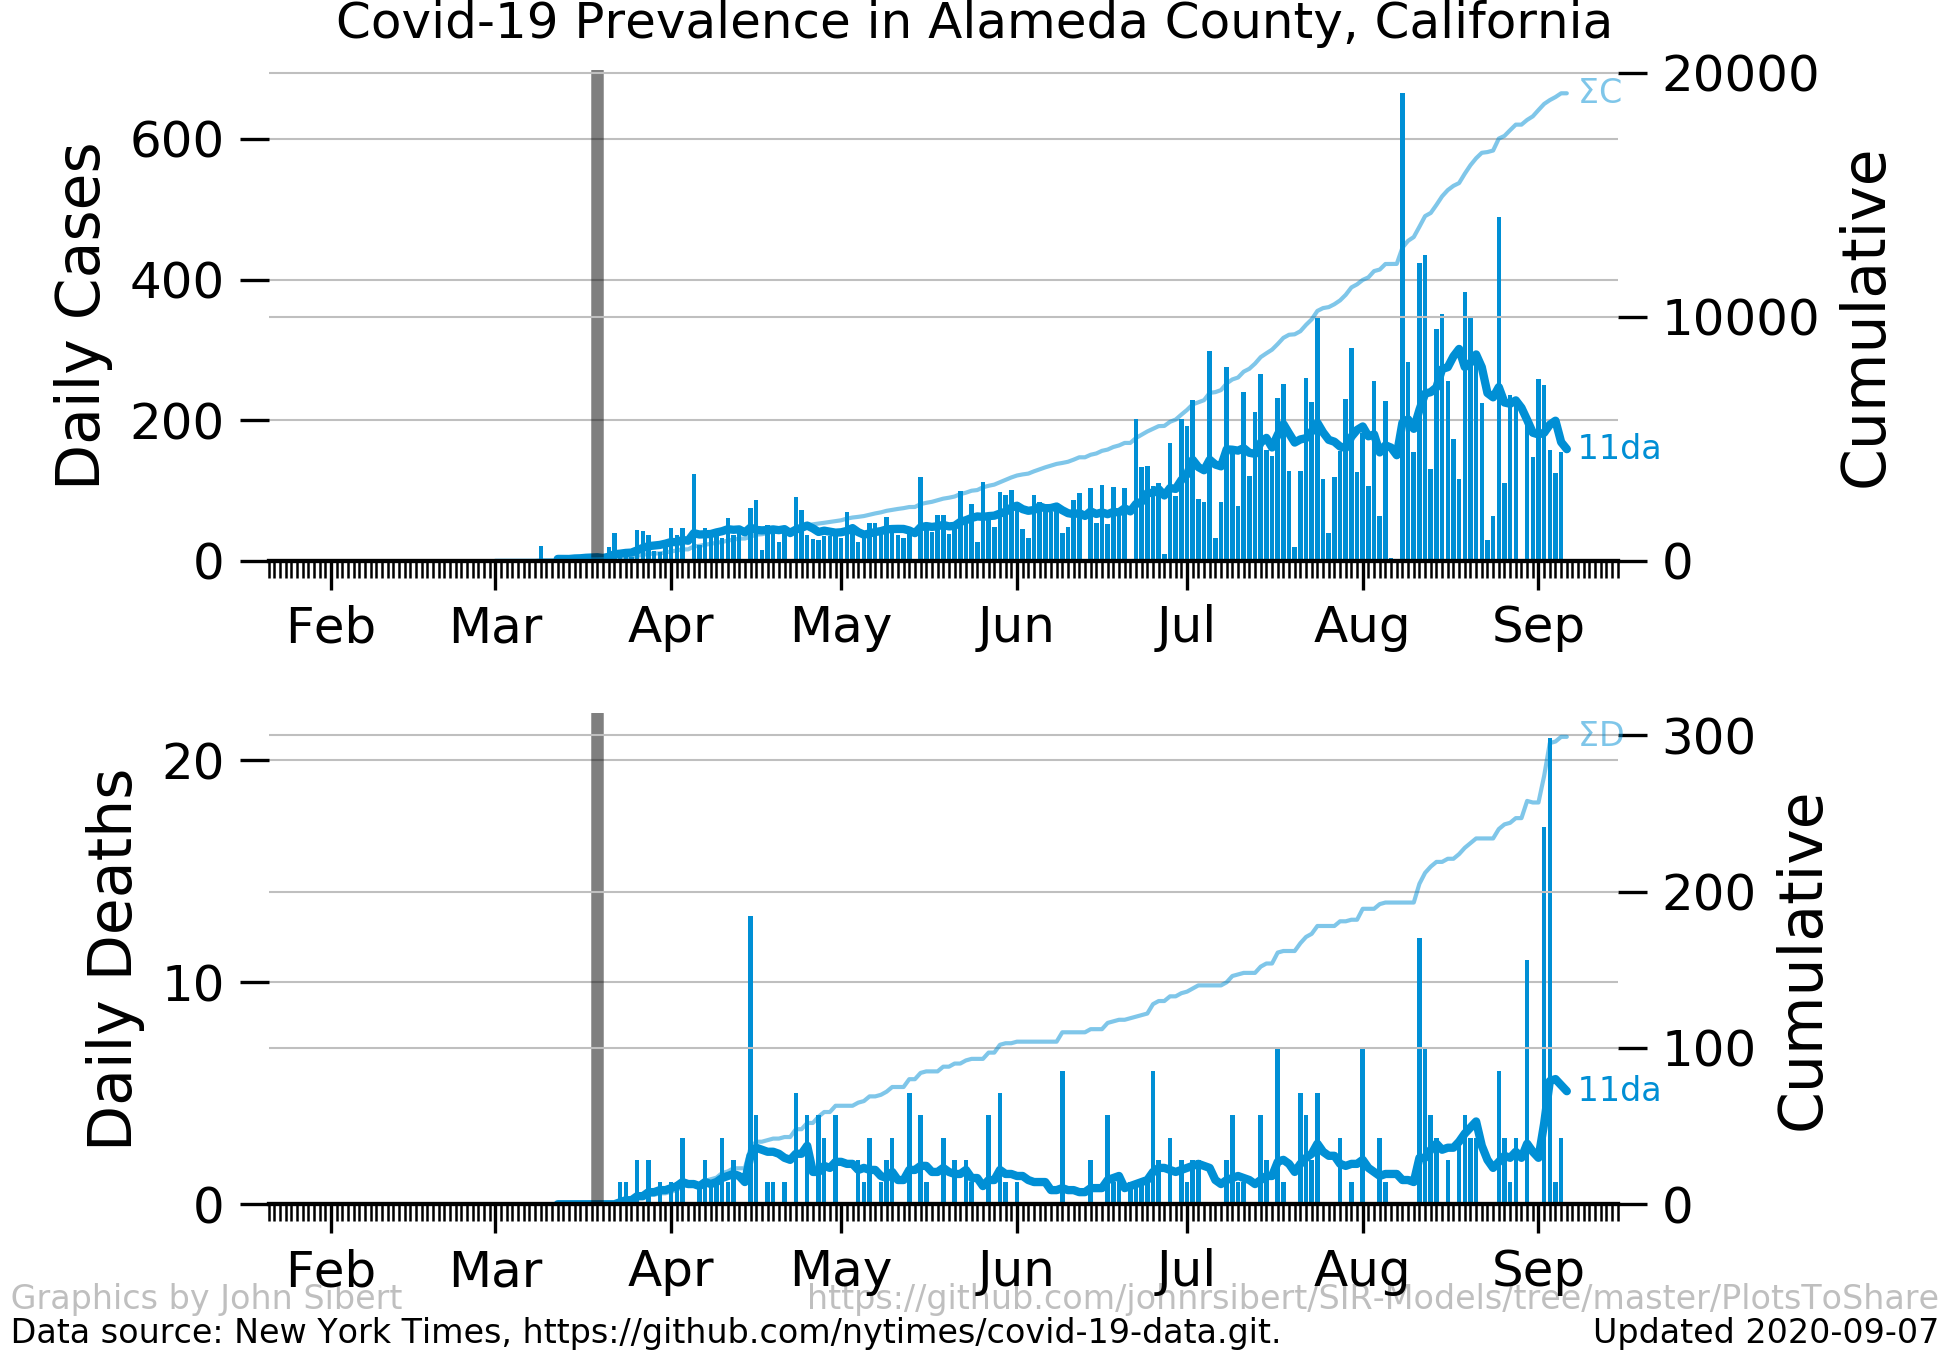 Covid-19 Prevalence in Alameda County, California
Daily Cases
600
400
200
0
20000
10000
0
Cumulative
ΣC
11da
Feb Mar Apr May Jun Jul Aug Sep
Daily Deaths
20
10
0
300
200
100
0
Cumulative
ΣD
11da
Feb Mar Apr May Jun Jul Aug Sep
Graphics by John Sibert https://github.com/johnrsibert/SIR-Models/tree/master/PlotsToShare
Data source: New York Times, https://github.com/nytimes/covid-19-data.git. Updated 2020-09-07